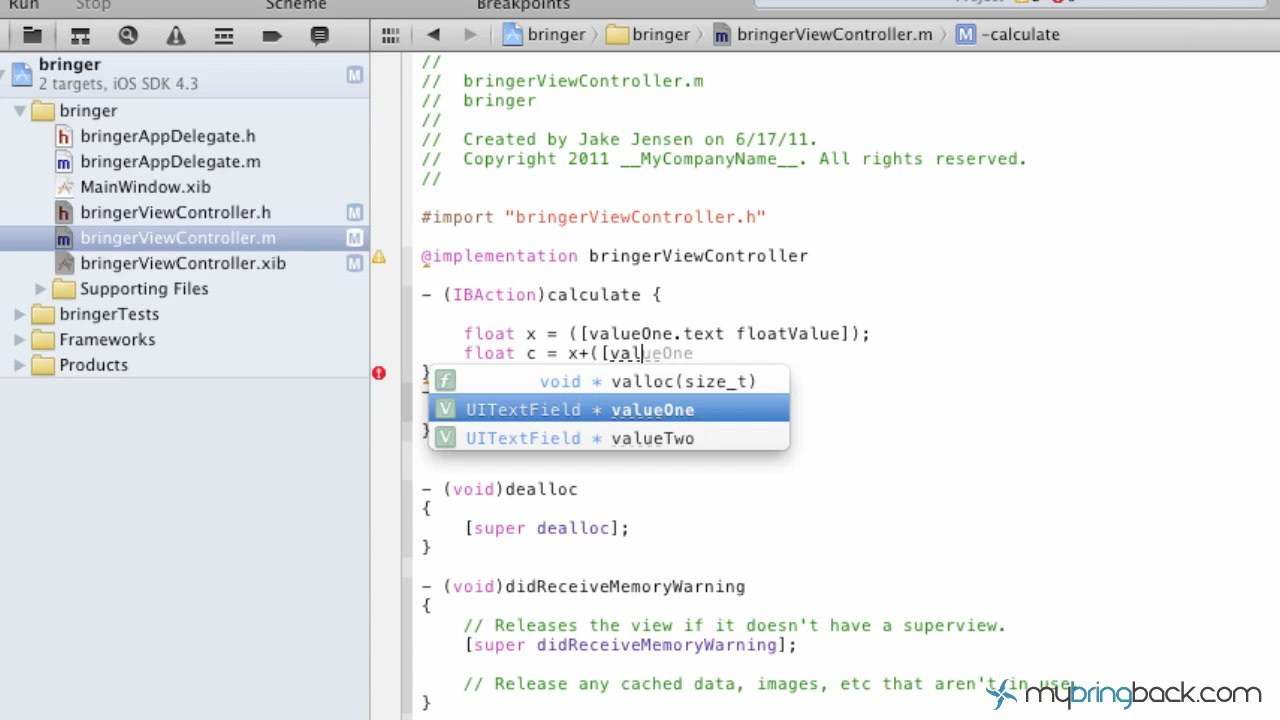 Run Stop Scheme Breakpoints Project
bringer bringer bringerViewController.m -calculate
bringer
2 targets, iOS SDK 4.3
M
bringer
bringerAppDelegate.h
bringerAppDelegate.m
MainWindow.xib
bringerViewController.h M
bringerViewController.m M
bringerViewController.xib M
Supporting Files
bringerTests
Frameworks
Products
//
// bringerViewController.m
// bringer
//
// Created by Jake Jensen on 6/17/11.
// Copyright 2011 __MyCompanyName__. All rights reserved.
//
#import "bringerViewController.h"
@implementation bringerViewController
- (IBAction)calculate {
float x = ([valueOne.text floatValue]);
float c = x+([valueOne
}
f void * valloc(size_t)
V UITextField * valueOne
V UITextField * valueTwo
}
- (void)dealloc
{
[super dealloc];
}
- (void)didReceiveMemoryWarning
{
// Releases the view if it doesn't have a superview.
[super didReceiveMemoryWarning];
// Release any cached data, images, etc that aren't in use.
}
mybringback.com